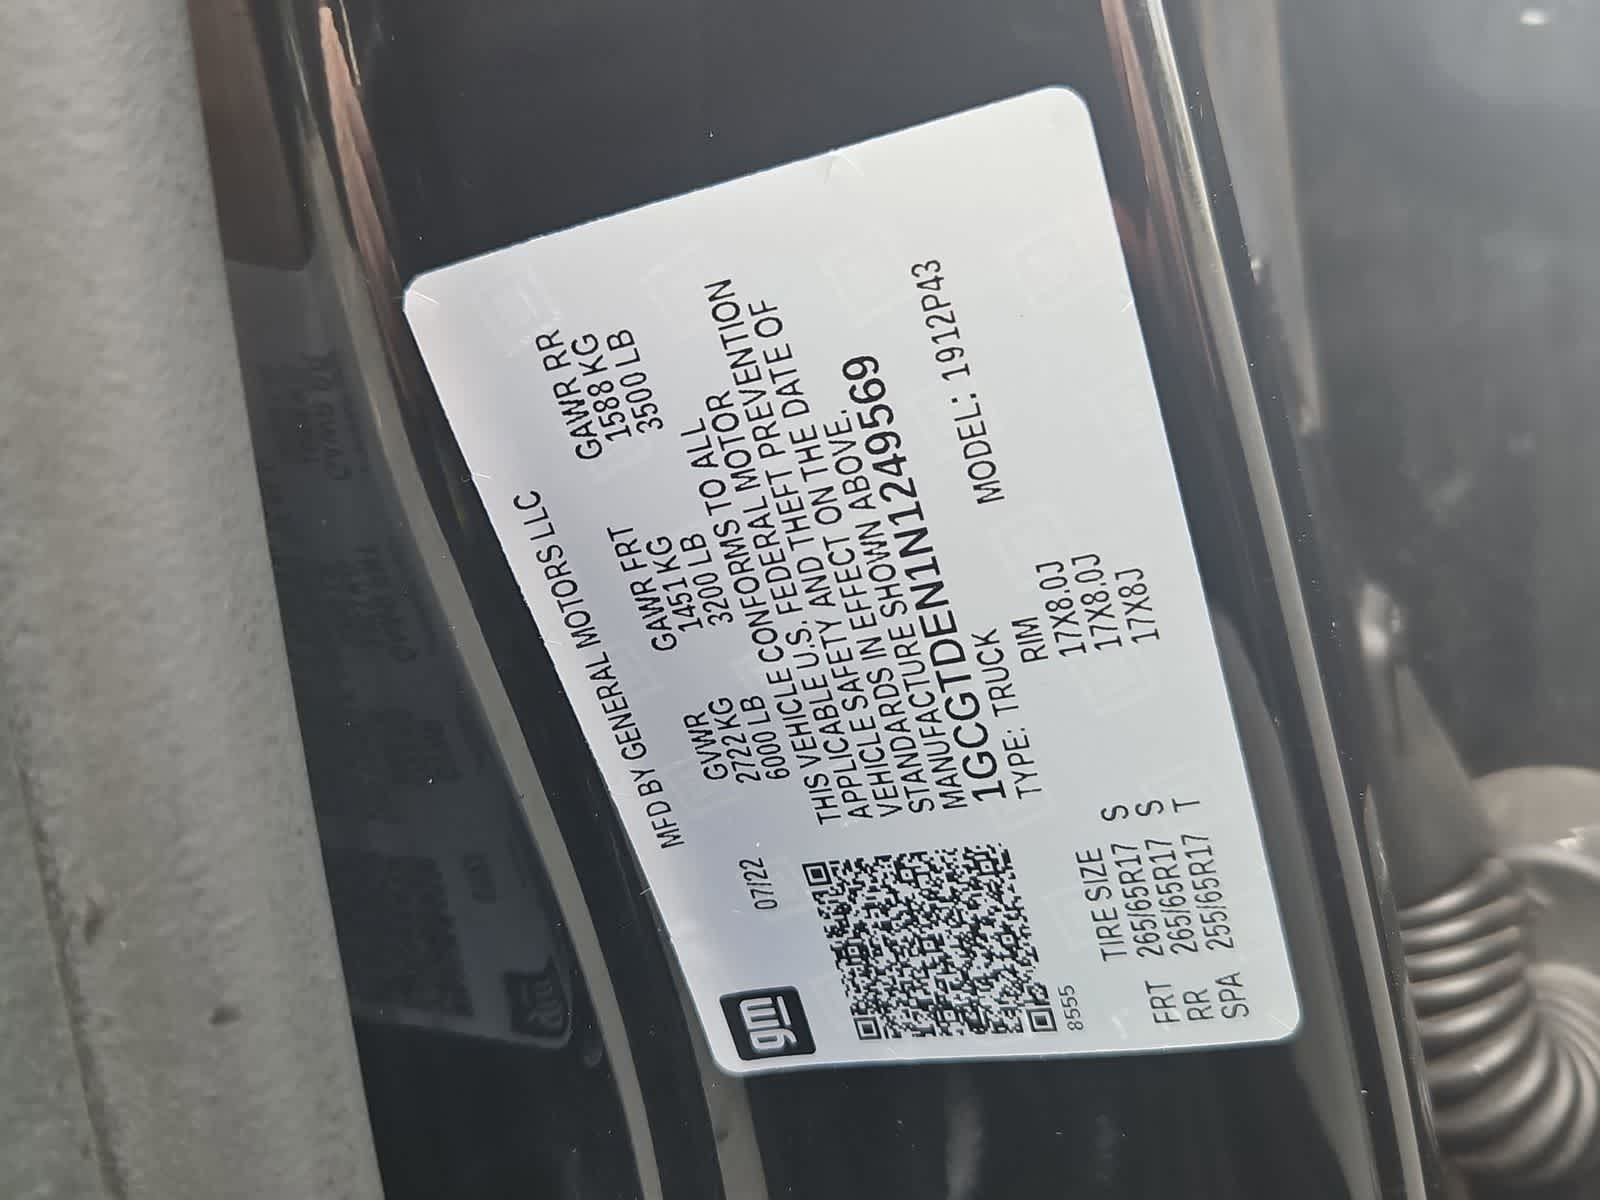 gm
07/22
MFD BY GENERAL MOTORS LLC
GVWR GAWR FRT GAWR RR
2722 KG 1451 KG 1588 KG
6000 LB 3200 LB 3500 LB
THIS VEHICLE CONFORMS TO ALL
APPLICABLE U.S. FEDERAL MOTOR
VEHICLE SAFETY AND THEFT PREVENTION
STANDARDS IN EFFECT ON THE DATE OF
MANUFACTURE SHOWN ABOVE.
1GCGTDEN1N1249569
TYPE: TRUCK MODEL: 1912P43
8555
TIRE SIZE RIM
FRT 265/65R17 S 17X8.0J
RR 265/65R17 S 17X8.0J
SPA 255/65R17 T 17X8J